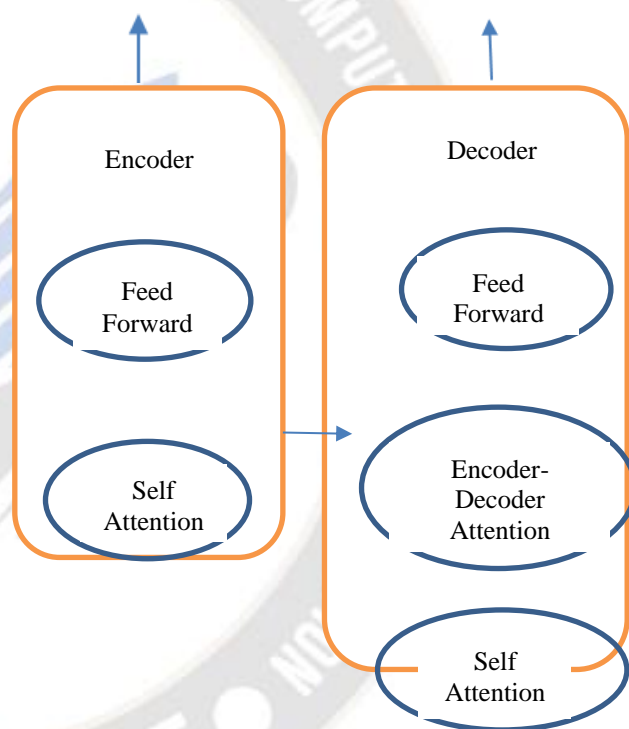 Encoder
Feed
Forward
Self
Attention
Decoder
Feed
Forward
Encoder-
Decoder
Attention
Self
Attention